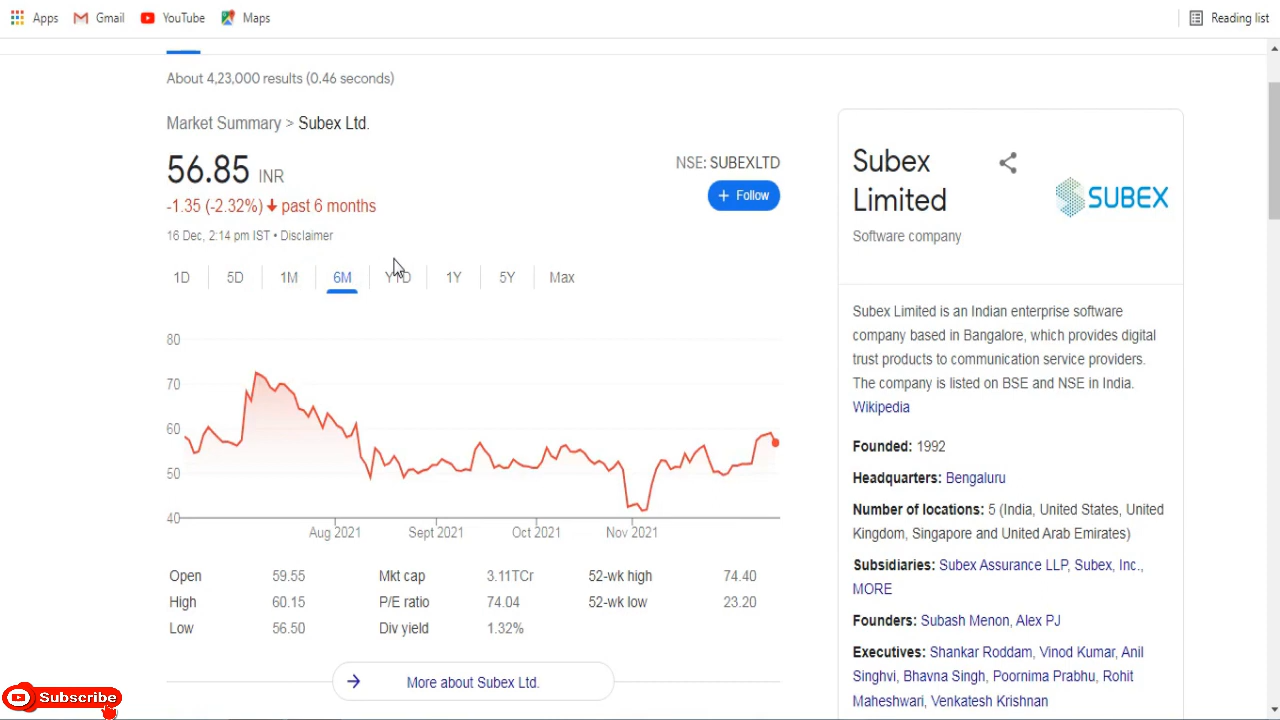 Apps Gmail YouTube Maps Reading list
About 4,23,000 results (0.46 seconds)
Market Summary > Subex Ltd.
56.85 INR
-1.35 (-2.32%) past 6 months
16 Dec, 2:14 pm IST • Disclaimer
NSE: SUBEXLTD
+ Follow
1D 5D 1M 6M YTD 1Y 5Y Max
80
70
60
50
40
Aug 2021 Sept 2021 Oct 2021 Nov 2021
Open 59.55 Mkt cap 3.11TCr 52-wk high 74.40
High 60.15 P/E ratio 74.04 52-wk low 23.20
Low 56.50 Div yield 1.32%
More about Subex Ltd.
Subex
Limited
SUBEX
Software company
Subex Limited is an Indian enterprise software
company based in Bangalore, which provides digital
trust products to communication service providers.
The company is listed on BSE and NSE in India.
Wikipedia
Founded: 1992
Headquarters: Bengaluru
Number of locations: 5 (India, United States, United
Kingdom, Singapore and United Arab Emirates)
Subsidiaries: Subex Assurance LLP, Subex, Inc.,
MORE
Founders: Subash Menon, Alex PJ
Executives: Shankar Roddam, Vinod Kumar, Anil
Singhvi, Bhavna Singh, Poornima Prabhu, Rohit
Maheshwari, Venkatesh Krishnan
Subscribe